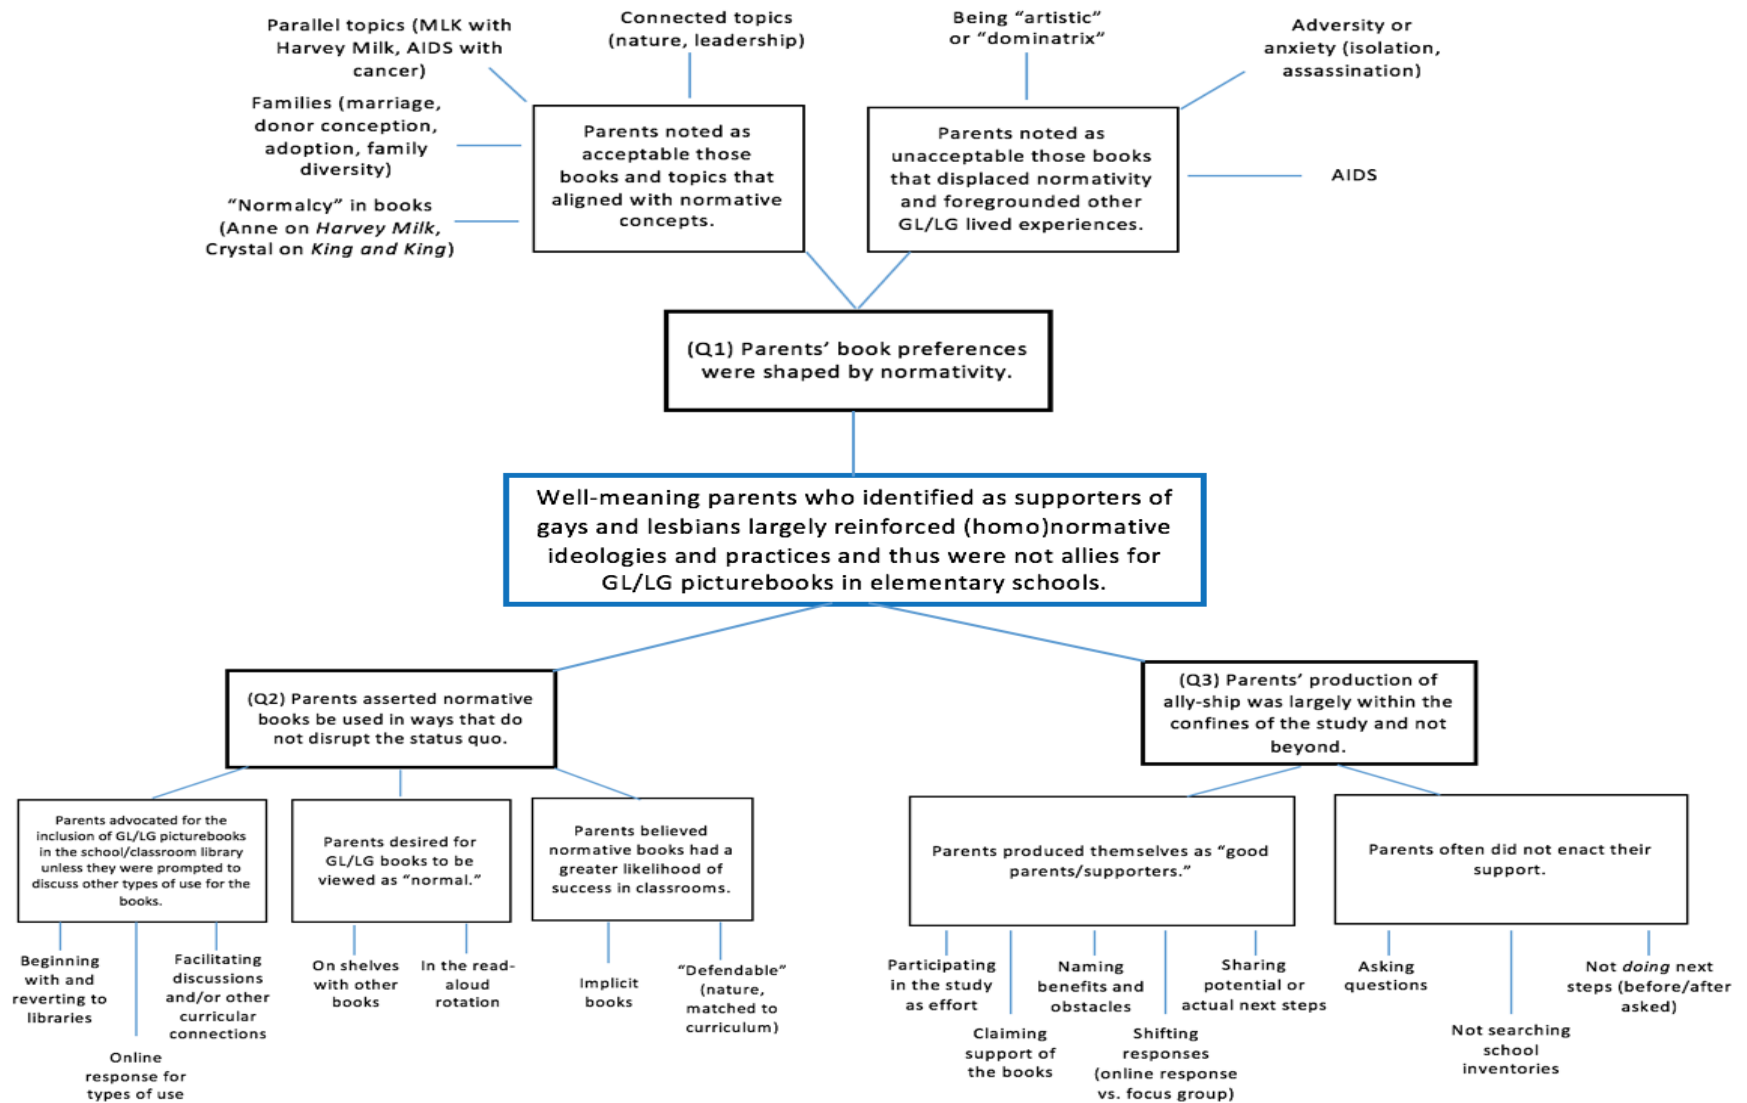 Parallel topics (MLK with
Harvey Milk, AIDS with
cancer)
Connected topics
(nature, leadership)
Being “artistic”
or “dominatrix”
Adversity or
anxiety (isolation,
assassination)
Families (marriage,
donor conception,
adoption, family
diversity)
“Normalcy” in books
(Anne on Harvey Milk,
Crystal on King and King)
Parents noted as
acceptable those
books and topics that
aligned with normative
concepts.
Parents noted as
unacceptable those books
that displaced normativity
and foregrounded other
GL/LG lived experiences.
AIDS
(Q1) Parents’ book preferences
were shaped by normativity.
Well-meaning parents who identified as supporters of
gays and lesbians largely reinforced (homo)normative
ideologies and practices and thus were not allies for
GL/LG picturebooks in elementary schools.
(Q2) Parents asserted normative
books be used in ways that do
not disrupt the status quo.
(Q3) Parents’ production of
ally-ship was largely within the
confines of the study and not
beyond.
Parents advocated for the
inclusion of GL/LG picturebooks
in the school/classroom library
unless they were prompted to
discuss other types of use for the
books.
Parents desired for
GL/LG books to be
viewed as “normal.”
Parents believed
normative books had a
greater likelihood of
success in classrooms.
Parents produced themselves as “good
parents/supporters.”
Parents often did not enact their
support.
Beginning
with and
reverting to
libraries
Online
response for
types of use
Facilitating
discussions
and/or other
curricular
connections
On shelves
with other
books
In the read-
aloud
rotation
Implicit
books
“Defendable”
(nature,
matched to
curriculum)
Participating
in the study
as effort
Claiming
support of
the books
Naming
benefits and
obstacles
Shifting
responses
(online response
vs. focus group)
Sharing
potential or
actual next steps
Asking
questions
Not searching
school
inventories
Not doing next
steps (before/after
asked)